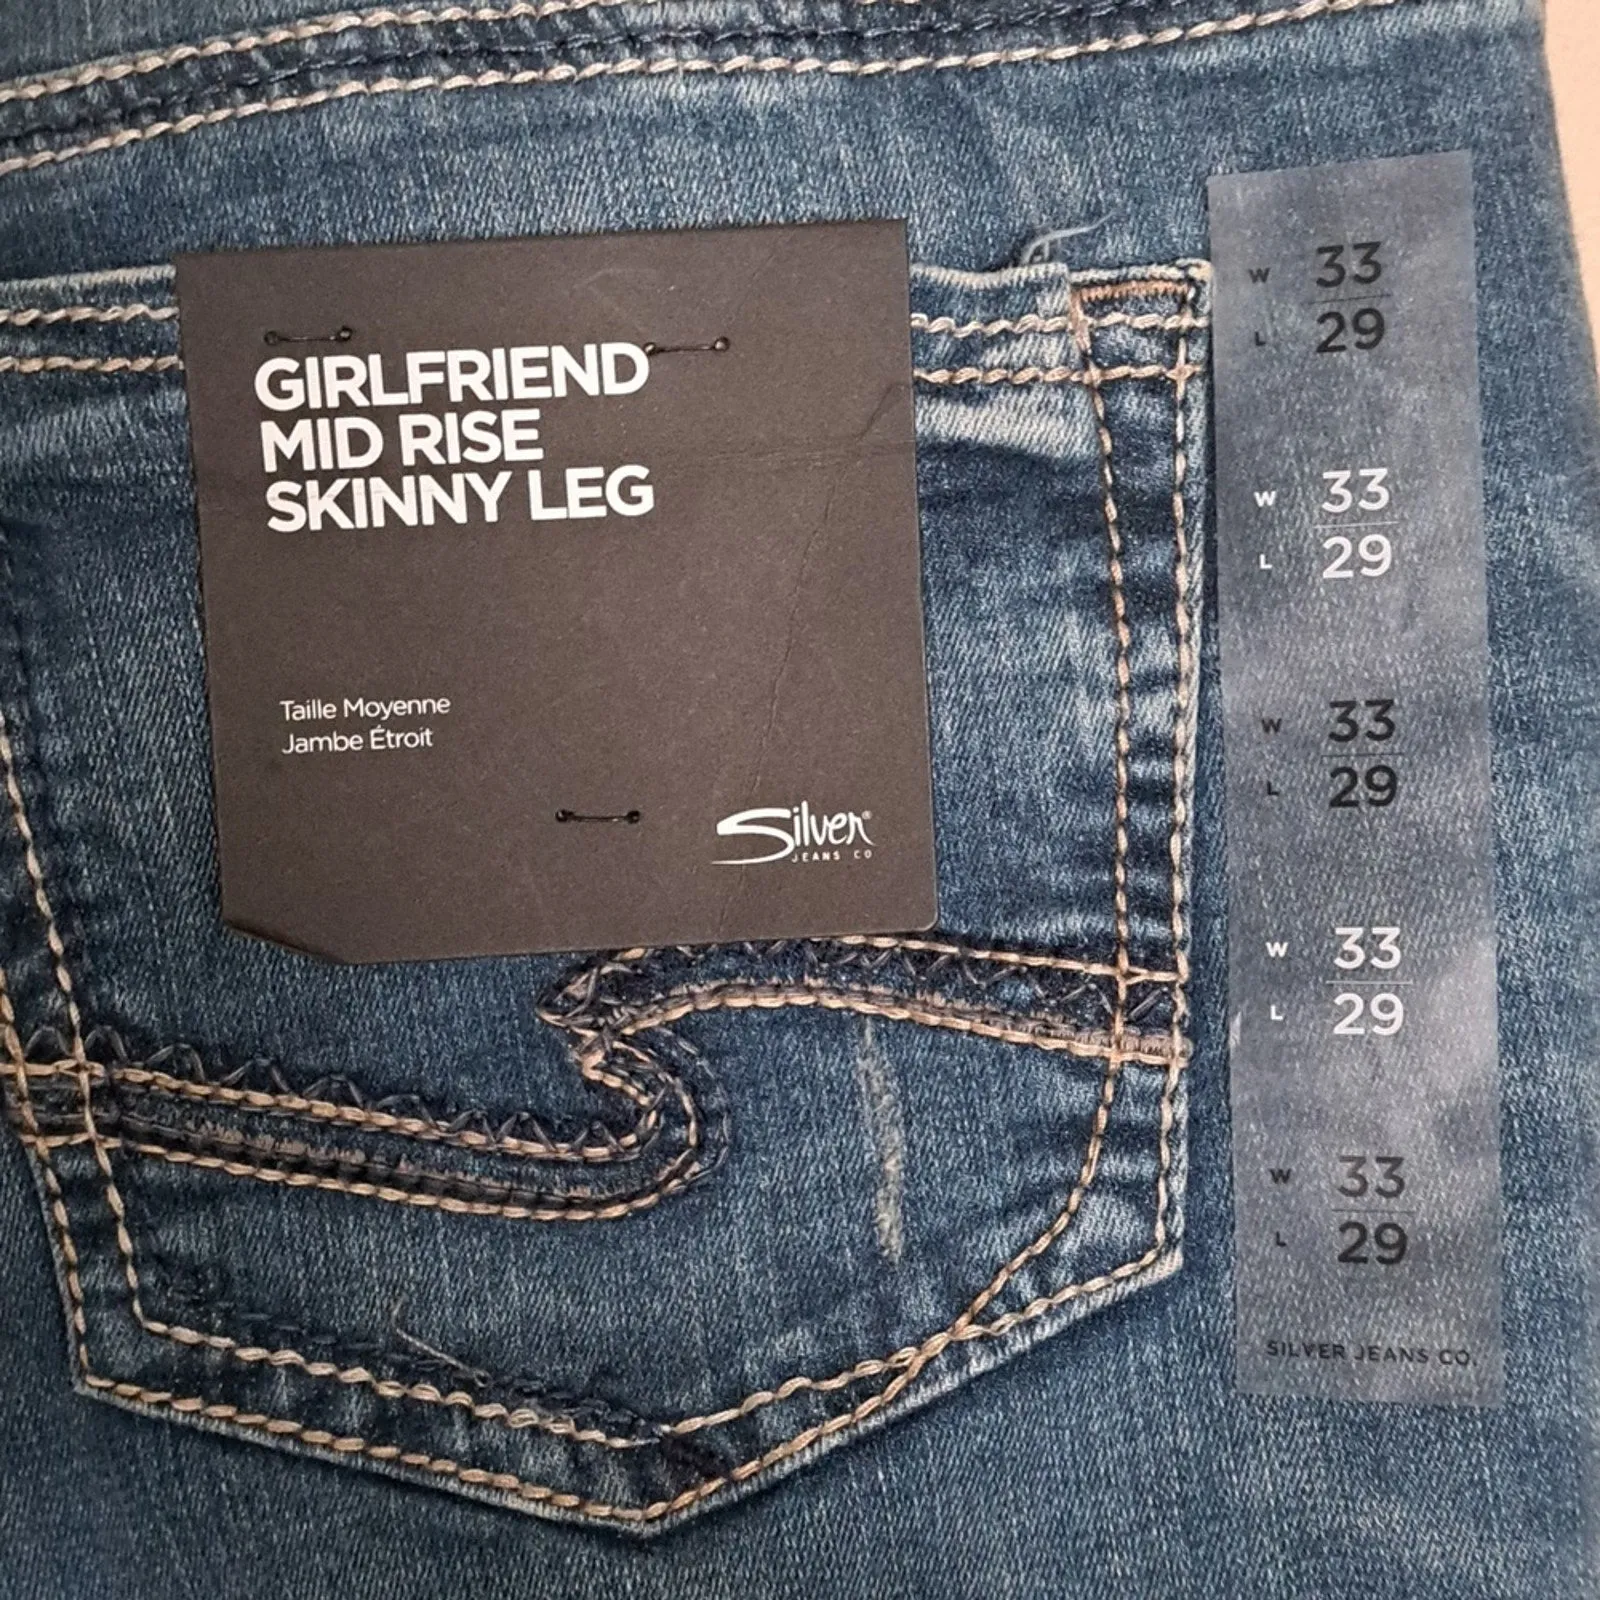 GIRLFRIEND
MID RISE
SKINNY LEG
Taille Moyenne
Jambe Étroit
Silver®
JEANS CO
W 33
L 29
W 33
L 29
W 33
L 29
W 33
L 29
W 33
L 29
SILVER JEANS CO.